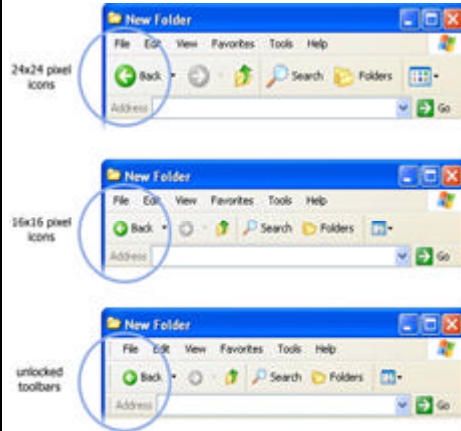 New Folder
File Edit View Favorites Tools Help
24x24 pixel
icons
Back Search Folders
Address Go
New Folder
File Edit View Favorites Tools Help
16x16 pixel
icons
Back Search Folders
Address Go
New Folder
File Edit View Favorites Tools Help
unlocked
toolbars
Back Search Folders
Address Go